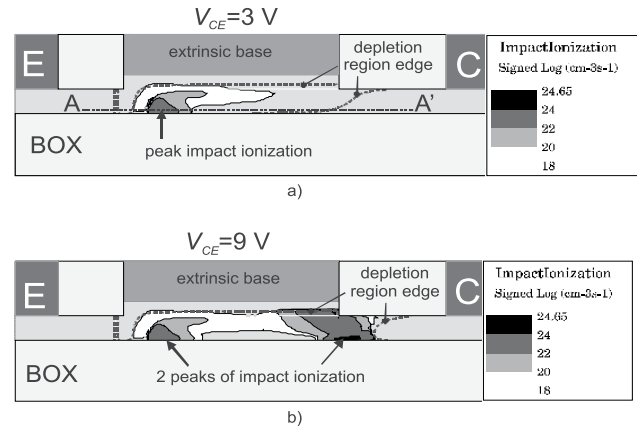 V_CE=3 V
E
extrinsic base
depletion
region edge
C
A
A'
BOX
peak impact ionization
ImpactIonization
Signed Log (cm-3s-1)
24.65
24
22
20
18
a)
V_CE=9 V
E
extrinsic base
depletion
region edge
C
BOX
2 peaks of impact ionization
ImpactIonization
Signed Log (cm-3s-1)
24.65
24
22
20
18
b)